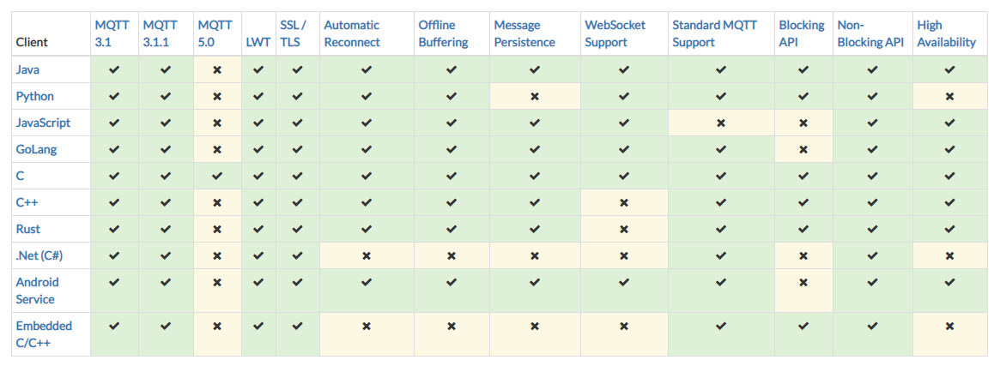 Client MQTT 3.1 MQTT 3.1.1 MQTT 5.0 LWT SSL / TLS Automatic Reconnect Offline Buffering Message Persistence WebSocket Support Standard MQTT Support Blocking API Non-Blocking API High Availability
Java ✔ ✔ ✖ ✔ ✔ ✔ ✔ ✔ ✔ ✔ ✔ ✔ ✔
Python ✔ ✔ ✖ ✔ ✔ ✔ ✔ ✖ ✔ ✔ ✔ ✔ ✖
JavaScript ✔ ✔ ✖ ✔ ✔ ✔ ✔ ✔ ✔ ✖ ✖ ✔ ✔
GoLang ✔ ✔ ✖ ✔ ✔ ✔ ✔ ✔ ✔ ✔ ✖ ✔ ✔
C ✔ ✔ ✔ ✔ ✔ ✔ ✔ ✔ ✔ ✔ ✔ ✔ ✔
C++ ✔ ✔ ✖ ✔ ✔ ✔ ✔ ✔ ✖ ✔ ✔ ✔ ✔
Rust ✔ ✔ ✖ ✔ ✔ ✔ ✔ ✔ ✖ ✔ ✔ ✔ ✔
.Net (C#) ✔ ✔ ✖ ✔ ✔ ✖ ✖ ✖ ✖ ✔ ✖ ✔ ✖
Android Service ✔ ✔ ✖ ✔ ✔ ✔ ✔ ✔ ✔ ✔ ✖ ✔ ✔
Embedded C/C++ ✔ ✔ ✖ ✔ ✔ ✖ ✖ ✖ ✖ ✔ ✔ ✔ ✖